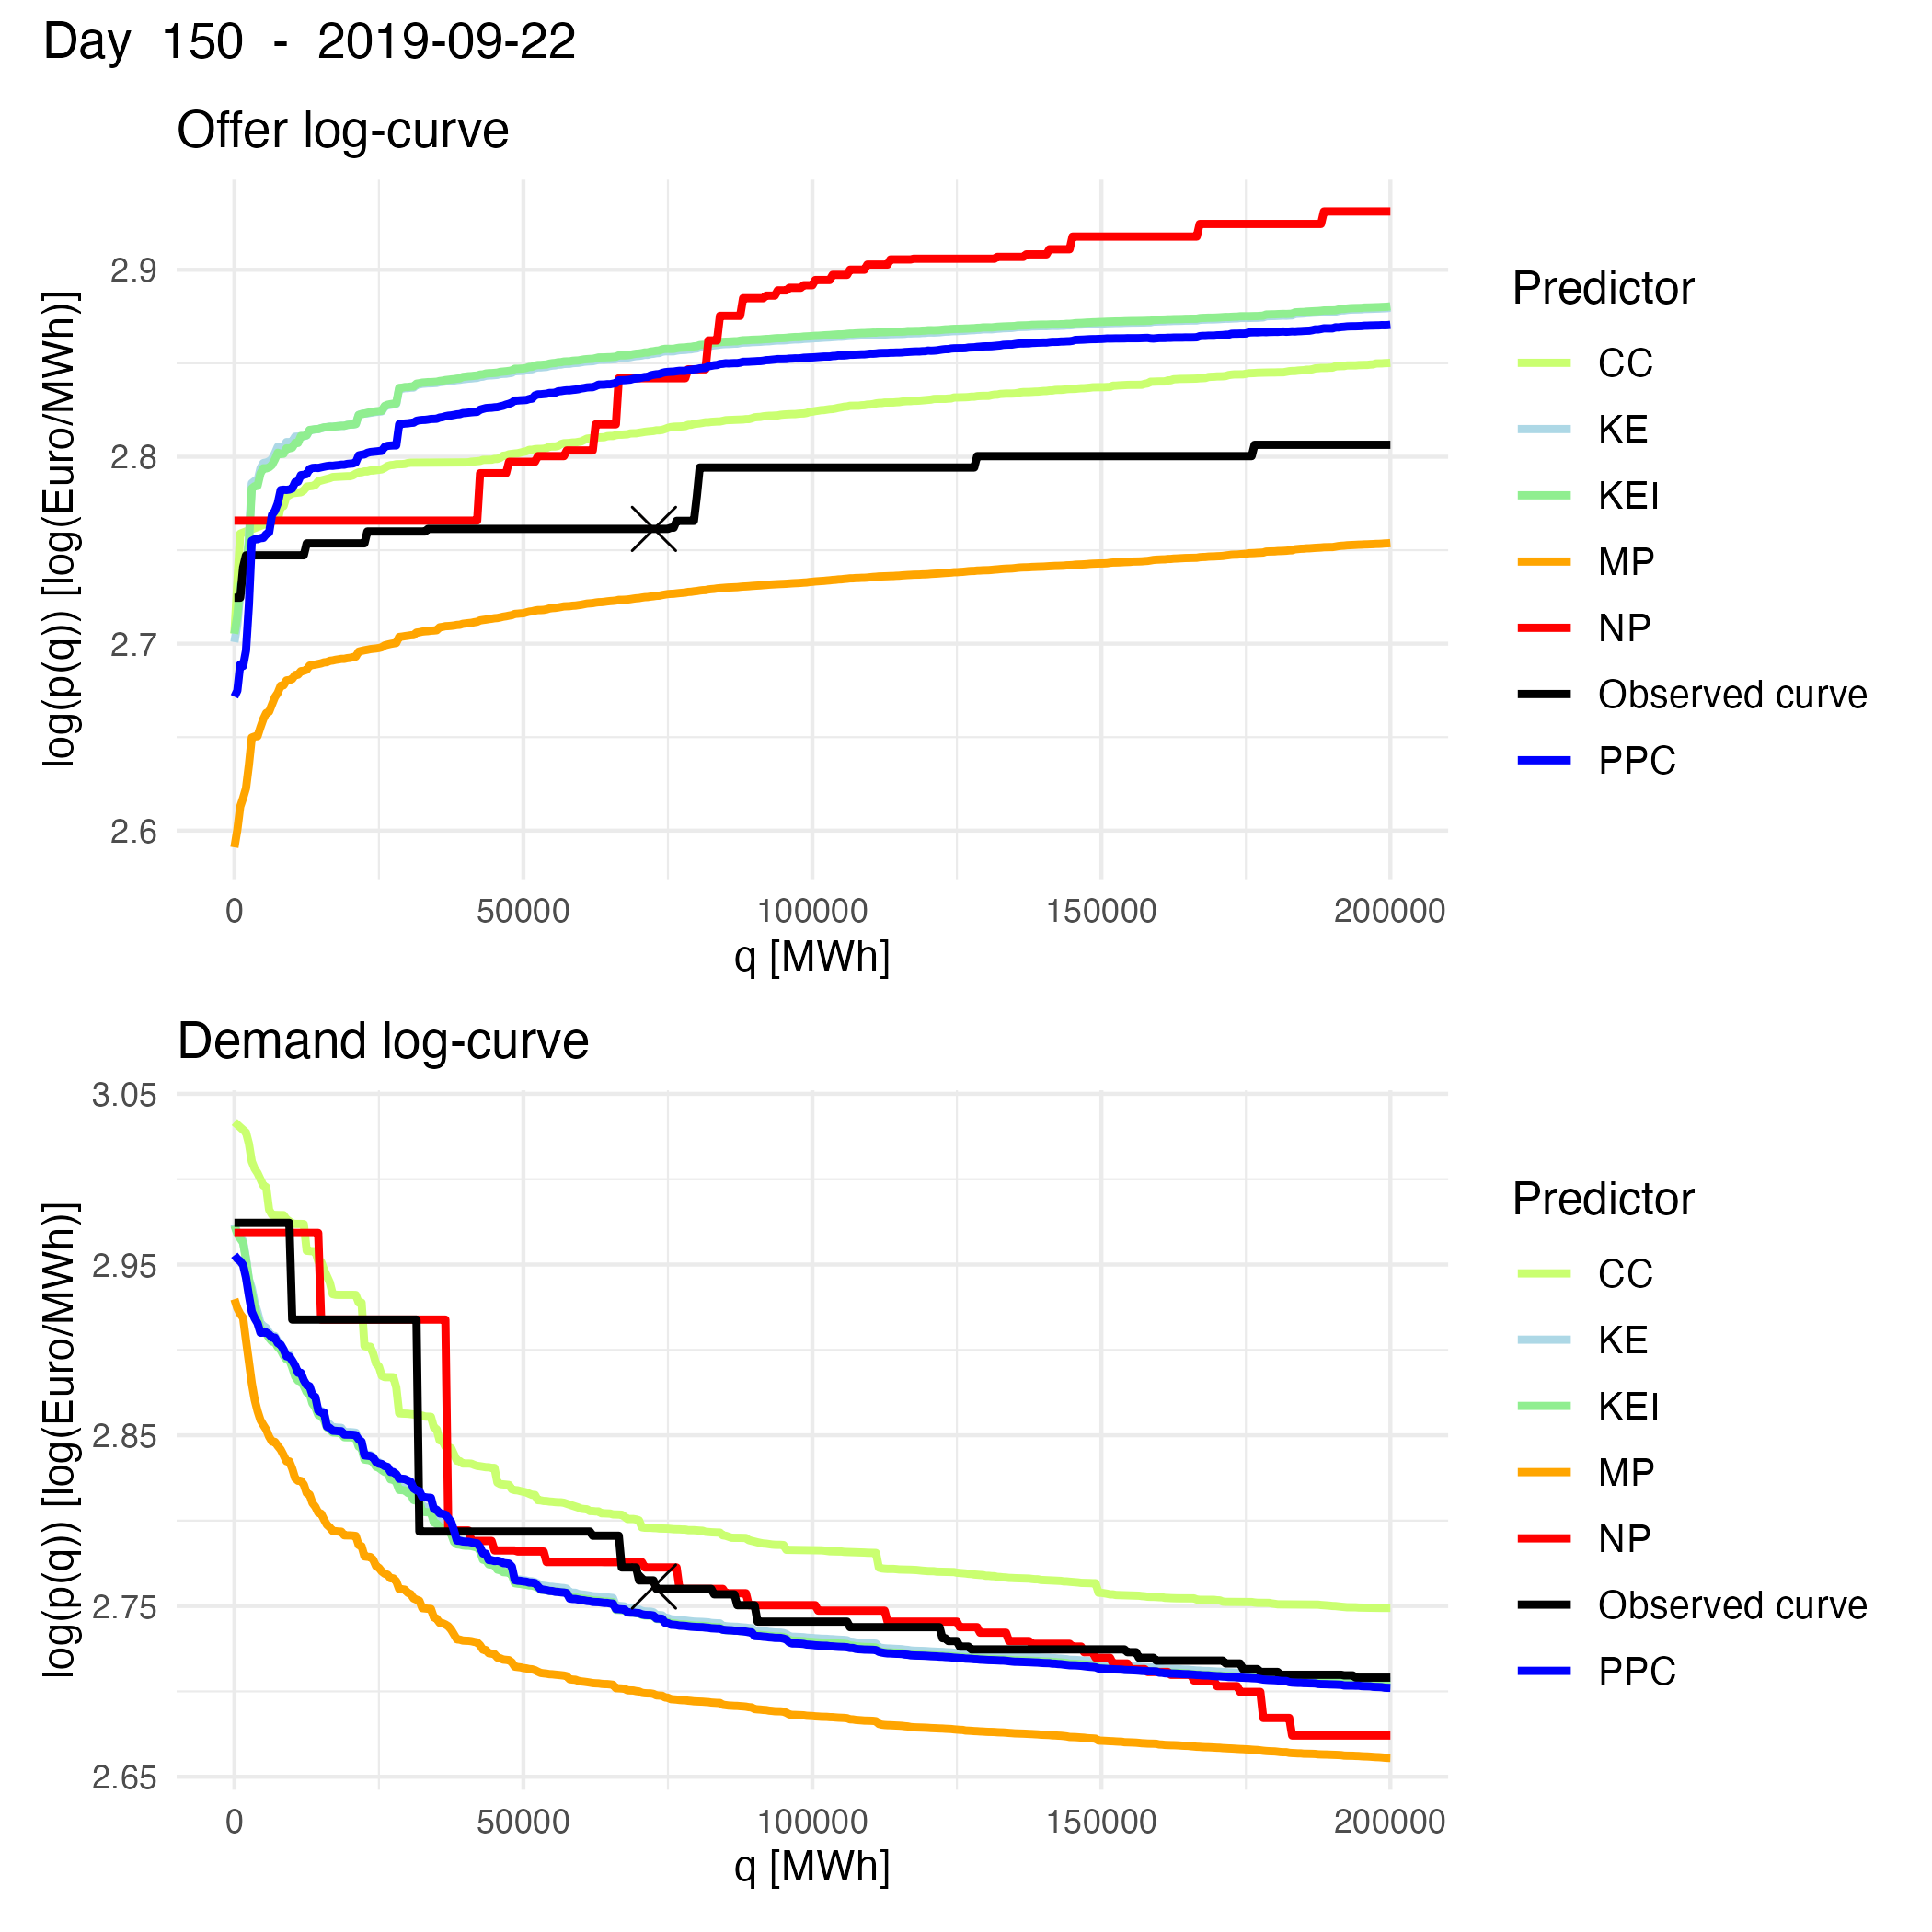 Day 150 - 2019-09-22
Offer log-curve
log(p(q)) [log(Euro/MWh)]
2.9
2.8
2.7
2.6
0
50000
100000
150000
200000
q [MWh]
Predictor
CC
KE
KEI
MP
NP
Observed curve
PPC
Demand log-curve
log(p(q)) [log(Euro/MWh)]
3.05
2.95
2.85
2.75
2.65
0
50000
100000
150000
200000
q [MWh]
Predictor
CC
KE
KEI
MP
NP
Observed curve
PPC